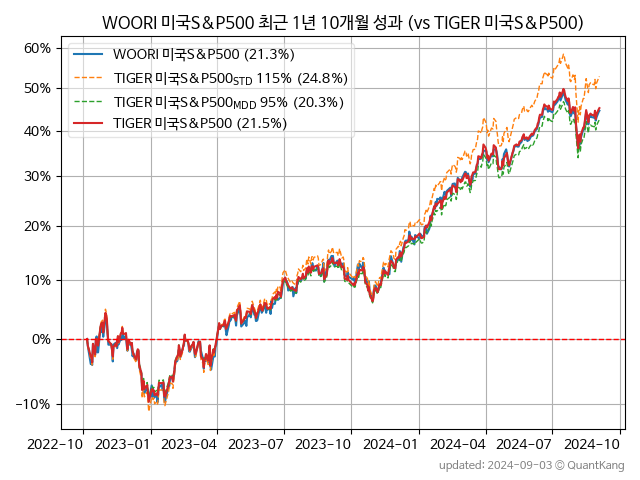 WOORI 미국S&P500 최근 1년 10개월 성과 (vs TIGER 미국S&P500)
WOORI 미국S&P500 (21.3%)
TIGER 미국S&P500STD 115% (24.8%)
TIGER 미국S&P500MDD 95% (20.3%)
TIGER 미국S&P500 (21.5%)
60%
50%
40%
30%
20%
10%
0%
−10%
2022-10 2023-01 2023-04 2023-07 2023-10 2024-01 2024-04 2024-07 2024-10
updated: 2024-09-03 © QuantKang